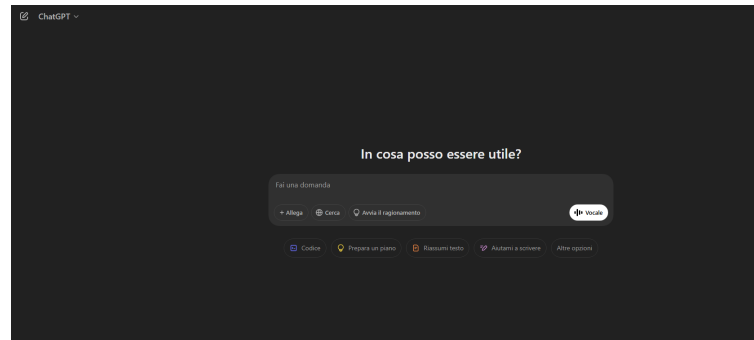 ChatGPT
In cosa posso essere utile?
Fai una domanda
+ Allega Cerca Avvia il ragionamento Vocale
Codice Prepara un piano Riassumi testo Aiutami a scrivere Altre opzioni